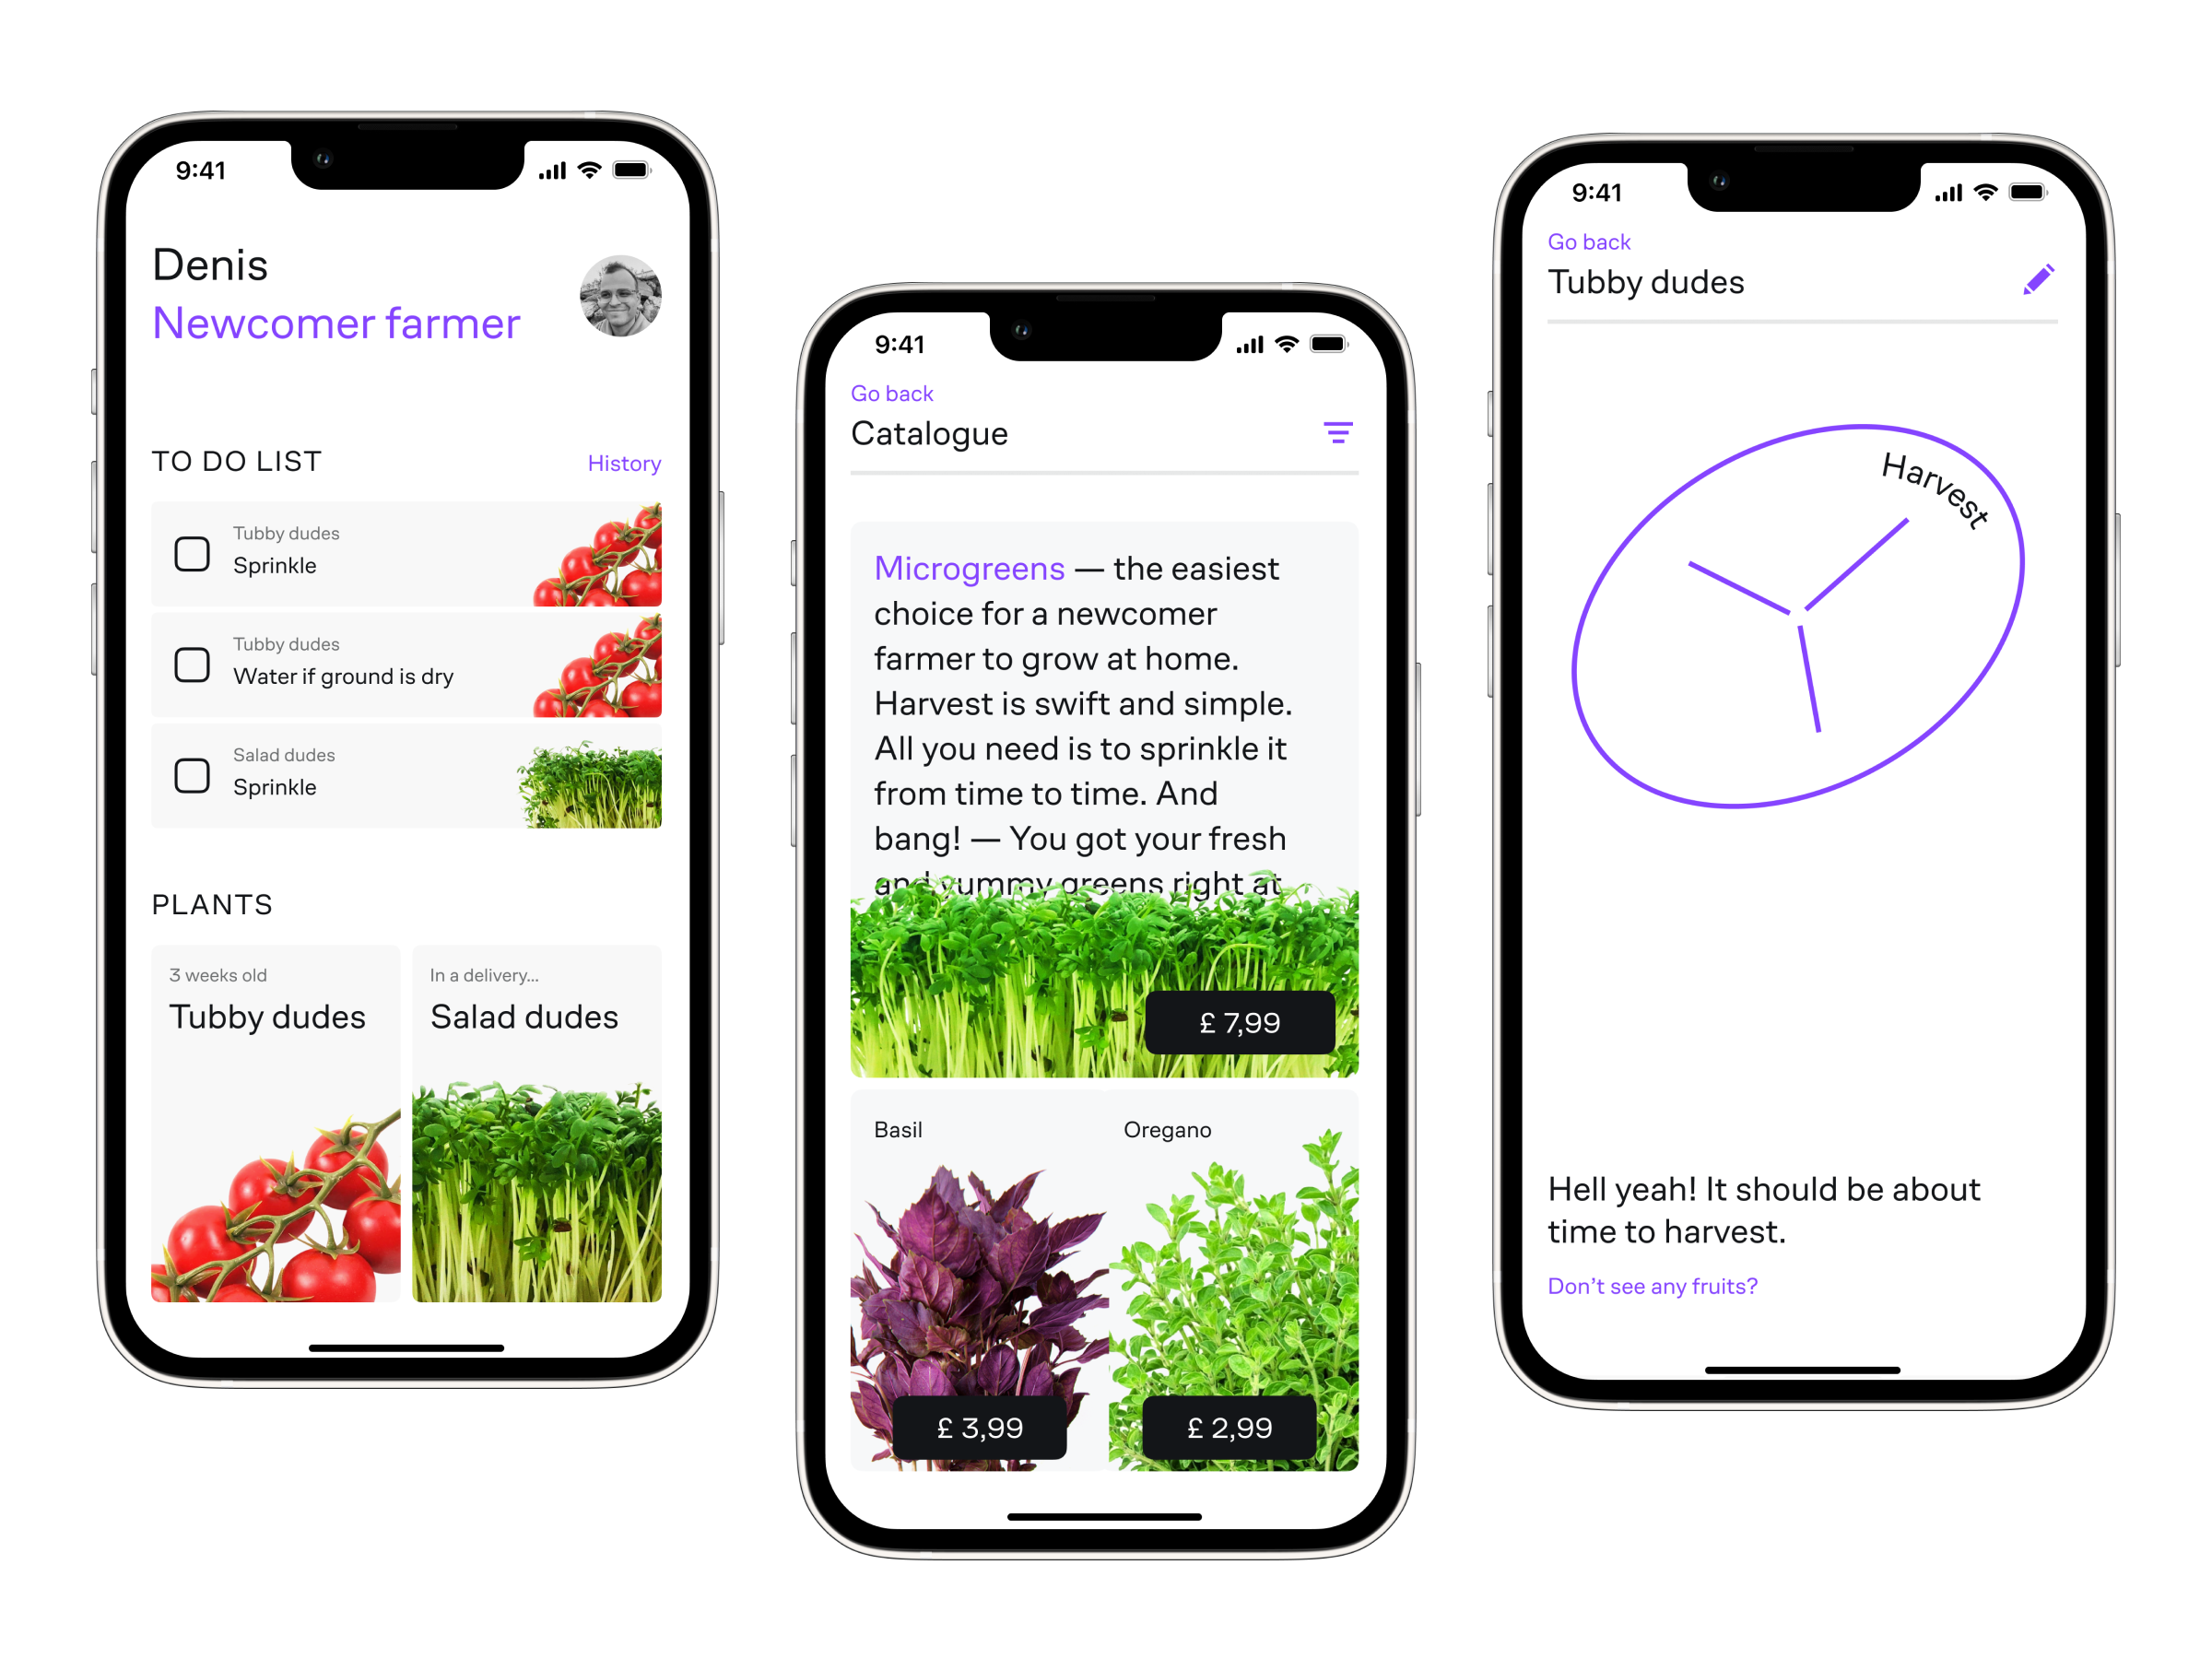 9:41
Denis
Newcomer farmer
TO DO LIST
History
Tubby dudes
Sprinkle
Tubby dudes
Water if ground is dry
Salad dudes
Sprinkle
PLANTS
3 weeks old
Tubby dudes
In a delivery...
Salad dudes
9:41
Go back
Catalogue
Microgreens — the easiest
choice for a newcomer
farmer to grow at home.
Harvest is swift and simple.
All you need is to sprinkle it
from time to time. And
bang! — You got your fresh
and yummy greens right at
£ 7,99
Basil
Oregano
£ 3,99
£ 2,99
9:41
Go back
Tubby dudes
Harvest
Hell yeah! It should be about
time to harvest.
Don’t see any fruits?